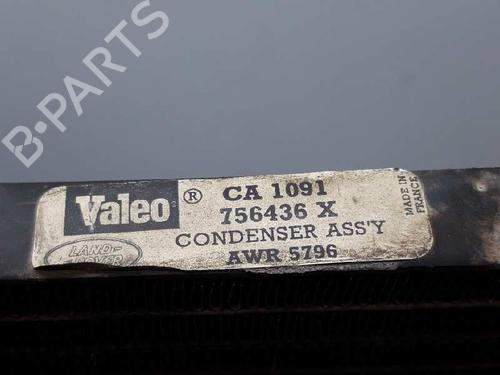 B-PARTS
Valeo ®
CA 1091
756436 X
CONDENSER ASS'Y
AWR 5796
LAND-
ROVER
MADE IN
FRANCE